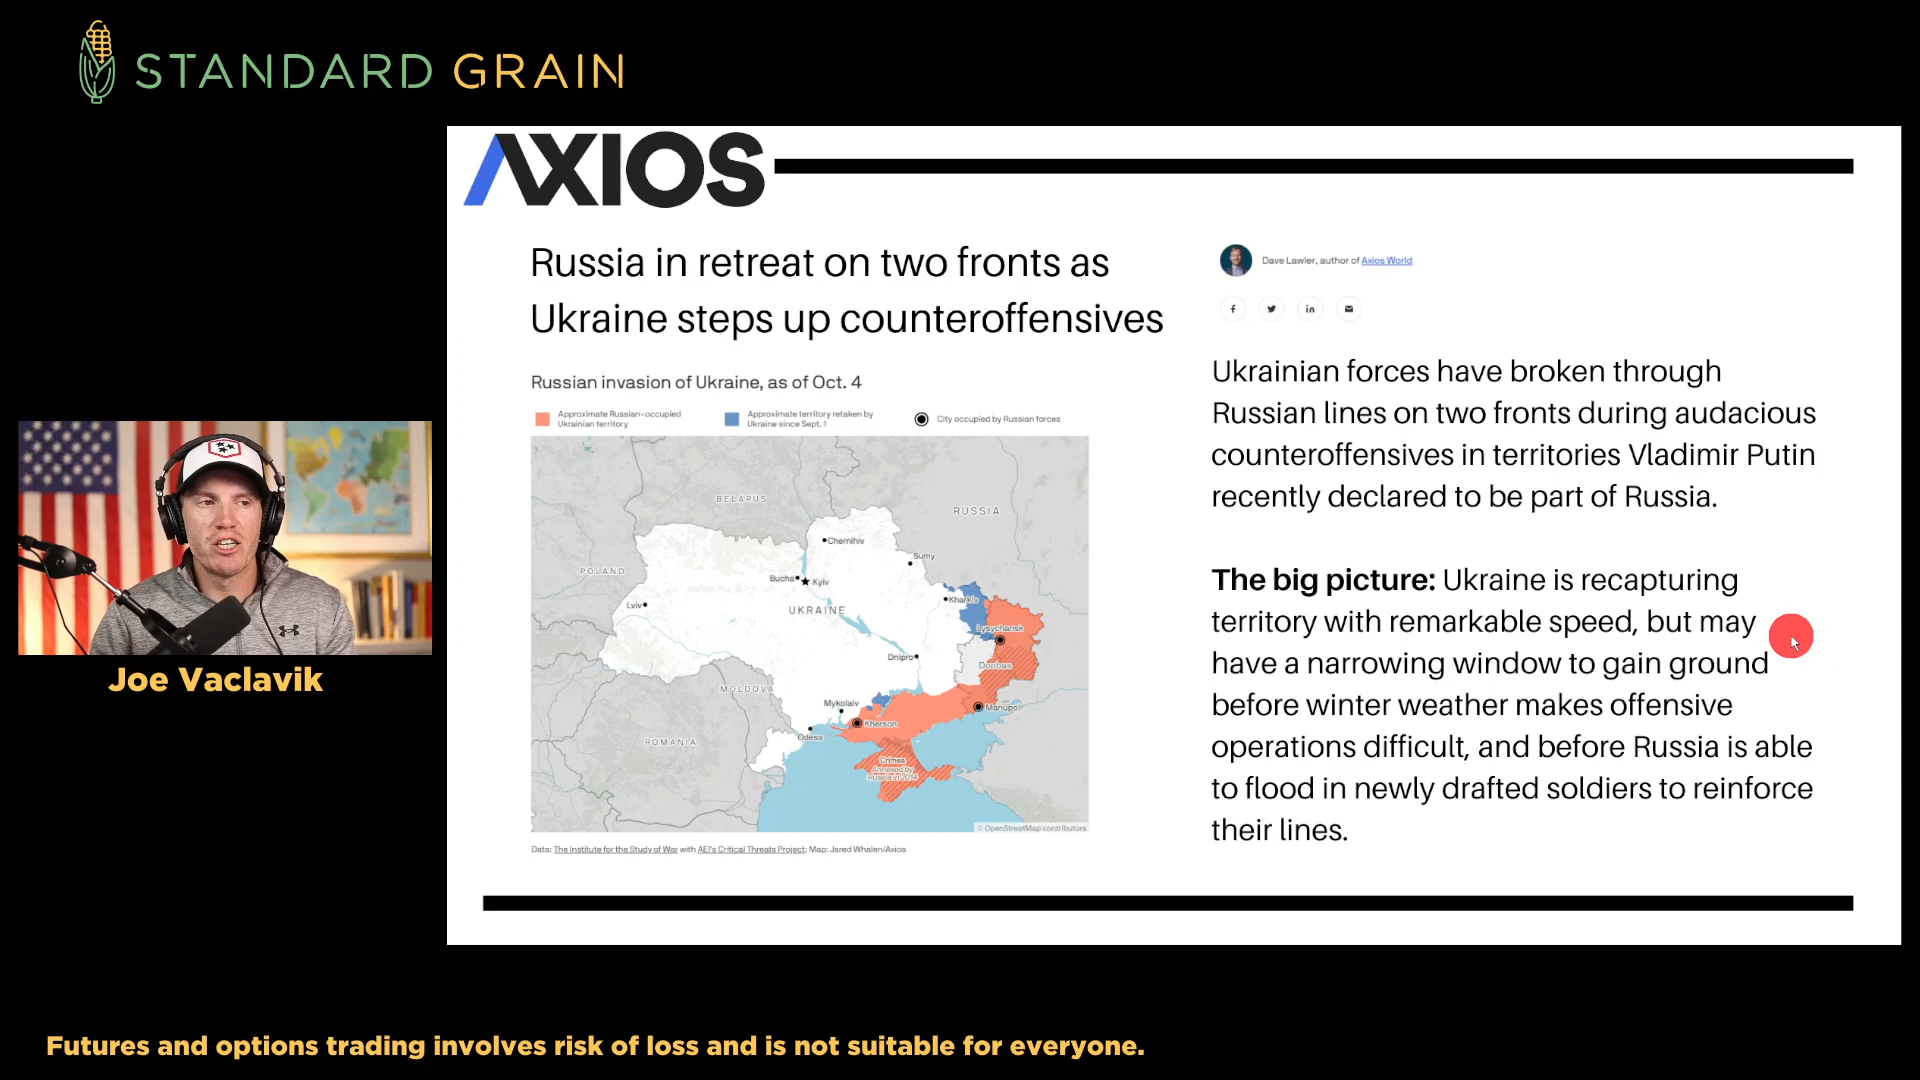 STANDARD GRAIN
AXIOS
Russia in retreat on two fronts as
Ukraine steps up counteroffensives
Russian invasion of Ukraine, as of Oct. 4
Approximate Russian-occupied
Ukrainian territory
Approximate territory retaken by
Ukraine since Sept. 1
City occupied by Russian forces
BELARUS
RUSSIA
Chernihiv
Sumy
POLAND
Bucha
Kyiv
Kharkiv
Lviv
UKRAINE
Lysychansk
Dnipro
Donbas
MOLDOVA
Mykolaiv
Mariupol
Kherson
Odesa
ROMANIA
Crimea
Annexed by
Russia in 2014
© OpenStreetMap contributors
Data: The Institute for the Study of War with AEI's Critical Threats Project; Map: Jared Whalen/Axios
Dave Lawler, author of Axios World
Ukrainian forces have broken through
Russian lines on two fronts during audacious
counteroffensives in territories Vladimir Putin
recently declared to be part of Russia.
The big picture: Ukraine is recapturing
territory with remarkable speed, but may
have a narrowing window to gain ground
before winter weather makes offensive
operations difficult, and before Russia is able
to flood in newly drafted soldiers to reinforce
their lines.
Joe Vaclavik
Futures and options trading involves risk of loss and is not suitable for everyone.